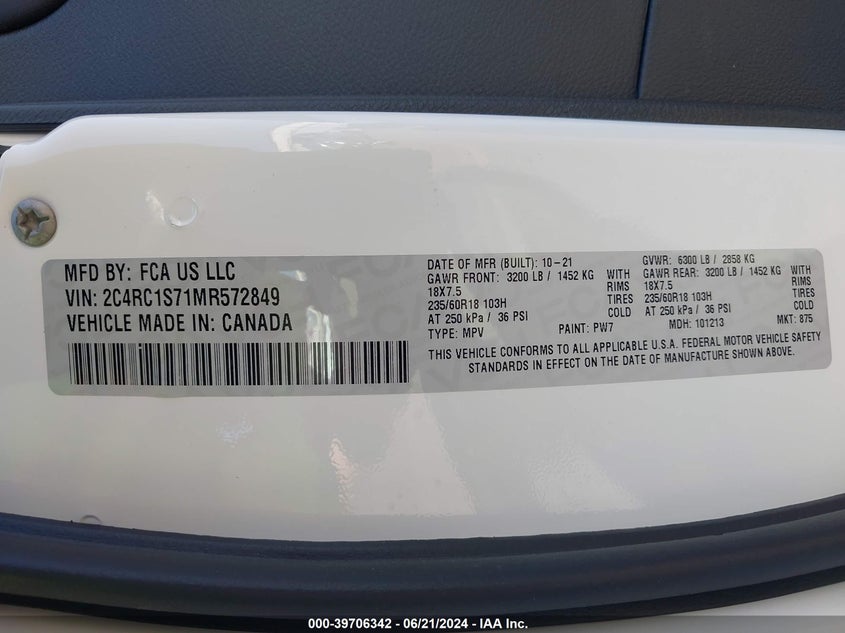 MFD BY: FCA US LLC
VIN: 2C4RC1S71MR572849
VEHICLE MADE IN: CANADA
DATE OF MFR (BUILT): 10-21 GVWR: 6300 LB / 2858 KG
GAWR FRONT: 3200 LB / 1452 KG WITH GAWR REAR: 3200 LB / 1452 KG WITH
18X7.5 RIMS 18X7.5 RIMS
235/60R18 103H TIRES 235/60R18 103H TIRES
AT 250 kPa / 36 PSI COLD AT 250 kPa / 36 PSI COLD
TYPE: MPV PAINT: PW7 MDH: 101213 MKT: 875
THIS VEHICLE CONFORMS TO ALL APPLICABLE U.S.A. FEDERAL MOTOR VEHICLE SAFETY
STANDARDS IN EFFECT ON THE DATE OF MANUFACTURE SHOWN ABOVE.
000-39706342 - 06/21/2024 - IAA Inc.